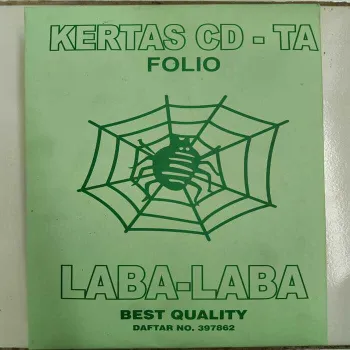 KERTAS CD - TA
FOLIO
LABA-LABA
BEST QUALITY
DAFTAR NO. 397862